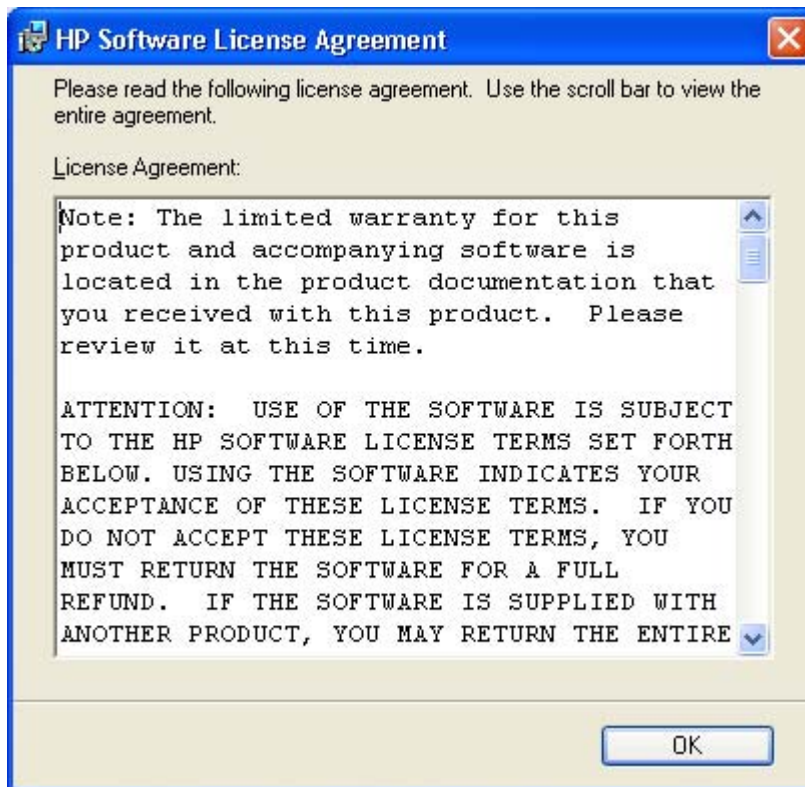 HP Software License Agreement
Please read the following license agreement.  Use the scroll bar to view the
entire agreement.
License Agreement:
Note: The limited warranty for this
product and accompanying software is
located in the product documentation that
you received with this product.  Please
review it at this time.
ATTENTION:  USE OF THE SOFTWARE IS SUBJECT
TO THE HP SOFTWARE LICENSE TERMS SET FORTH
BELOW. USING THE SOFTWARE INDICATES YOUR
ACCEPTANCE OF THESE LICENSE TERMS.  IF YOU
DO NOT ACCEPT THESE LICENSE TERMS, YOU
MUST RETURN THE SOFTWARE FOR A FULL
REFUND.  IF THE SOFTWARE IS SUPPLIED WITH
ANOTHER PRODUCT, YOU MAY RETURN THE ENTIRE
OK